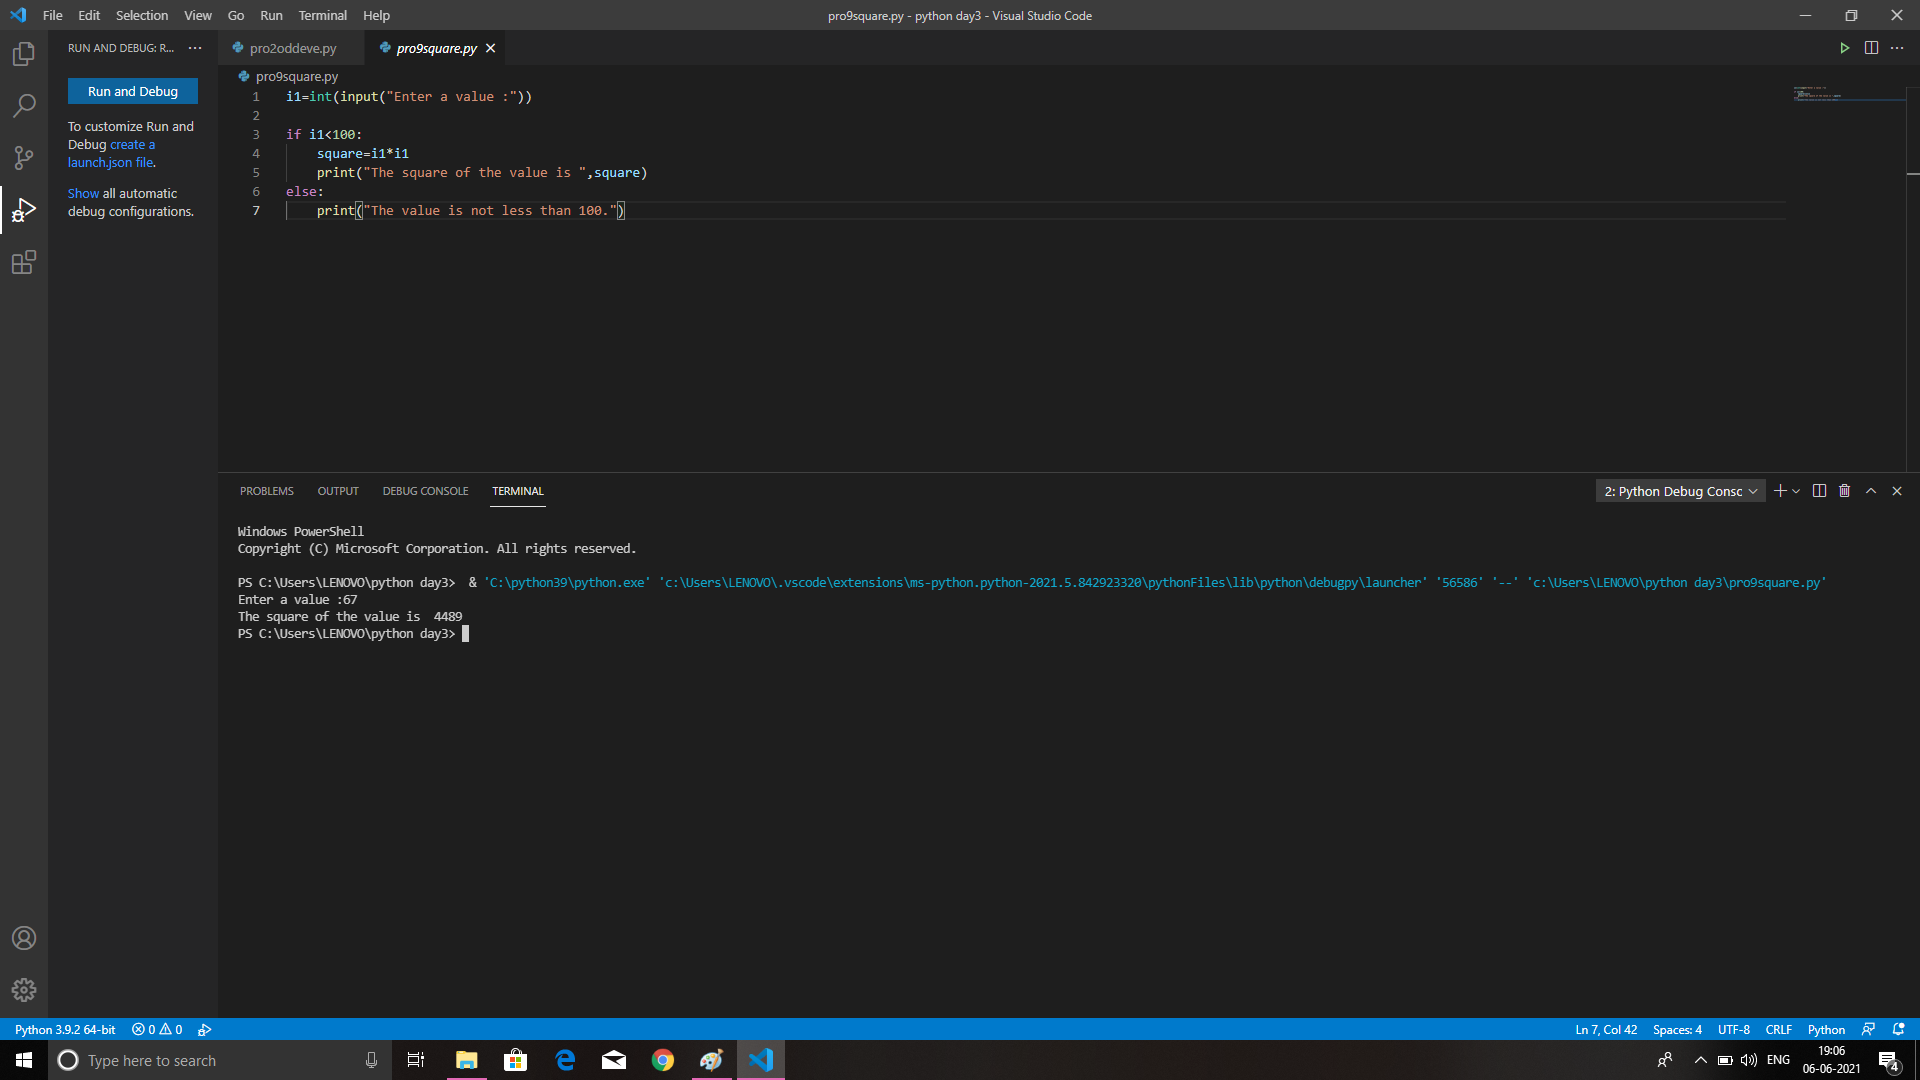 File Edit Selection View Go Run Terminal Help
pro9square.py - python day3 - Visual Studio Code
RUN AND DEBUG: R... ···
pro2oddeve.py
pro9square.py
Run and Debug
To customize Run and
Debug create a
launch.json file.
Show all automatic
debug configurations.
pro9square.py
1 i1=int(input("Enter a value :"))
2
3 if i1<100:
4 square=i1*i1
5 print("The square of the value is ",square)
6 else:
7 print("The value is not less than 100.")
PROBLEMS OUTPUT DEBUG CONSOLE TERMINAL
2: Python Debug Consc
Windows PowerShell
Copyright (C) Microsoft Corporation. All rights reserved.
PS C:\Users\LENOVO\python day3>  & 'C:\python39\python.exe' 'c:\Users\LENOVO\.vscode\extensions\ms-python.python-2021.5.842923320\pythonFiles\lib\python\debugpy\launcher' '56586' '--' 'c:\Users\LENOVO\python day3\pro9square.py'
Enter a value :67
The square of the value is  4489
PS C:\Users\LENOVO\python day3>
Python 3.9.2 64-bit 0 0
Ln 7, Col 42 Spaces: 4 UTF-8 CRLF Python
Type here to search
ENG
19:06
06-06-2021
4